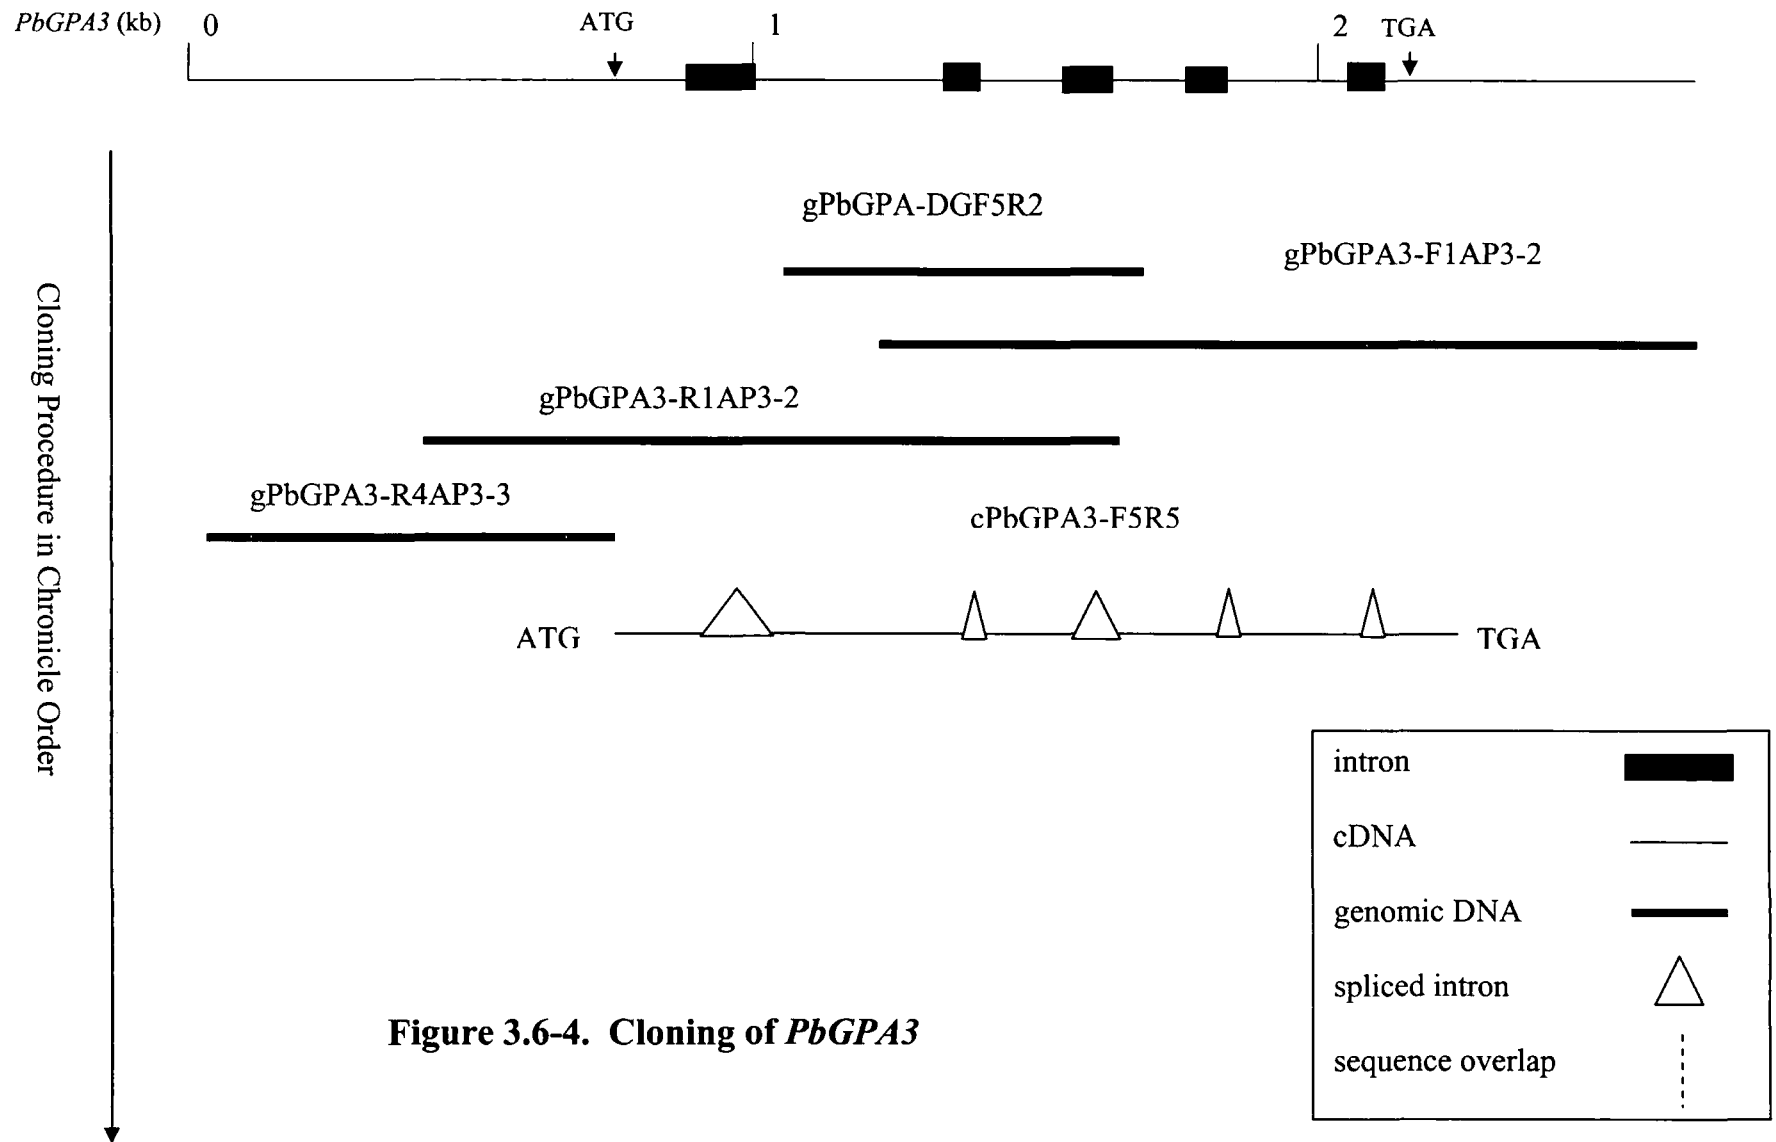 PbGPA3 (kb) 0 ATG 1 2 TGA
gPbGPA-DGF5R2
gPbGPA3-F1AP3-2
gPbGPA3-R1AP3-2
gPbGPA3-R4AP3-3
cPbGPA3-F5R5
ATG TGA
Cloning Procedure in Chronicle Order
intron
cDNA
genomic DNA
spliced intron
sequence overlap
Figure 3.6-4. Cloning of PbGPA3